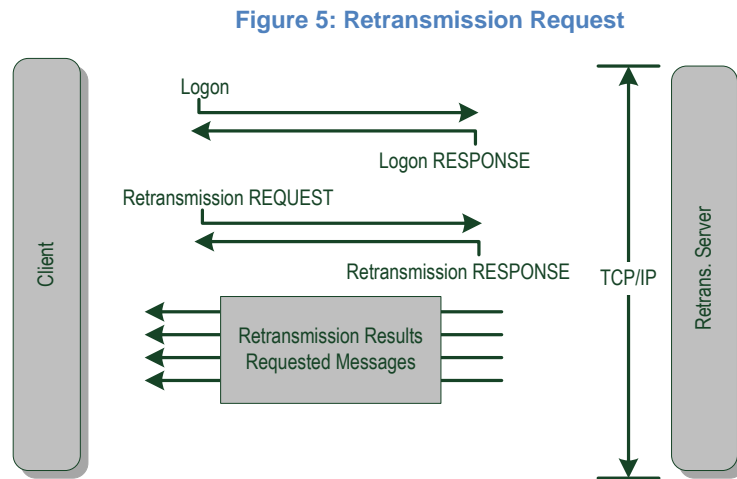 Figure 5: Retransmission Request
Client
Logon
Logon RESPONSE
Retransmission REQUEST
Retransmission RESPONSE
Retransmission Results
Requested Messages
TCP/IP
Retrans. Server